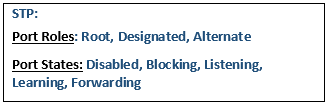 STP:
Port Roles: Root, Designated, Alternate
Port States: Disabled, Blocking, Listening,
Learning, Forwarding